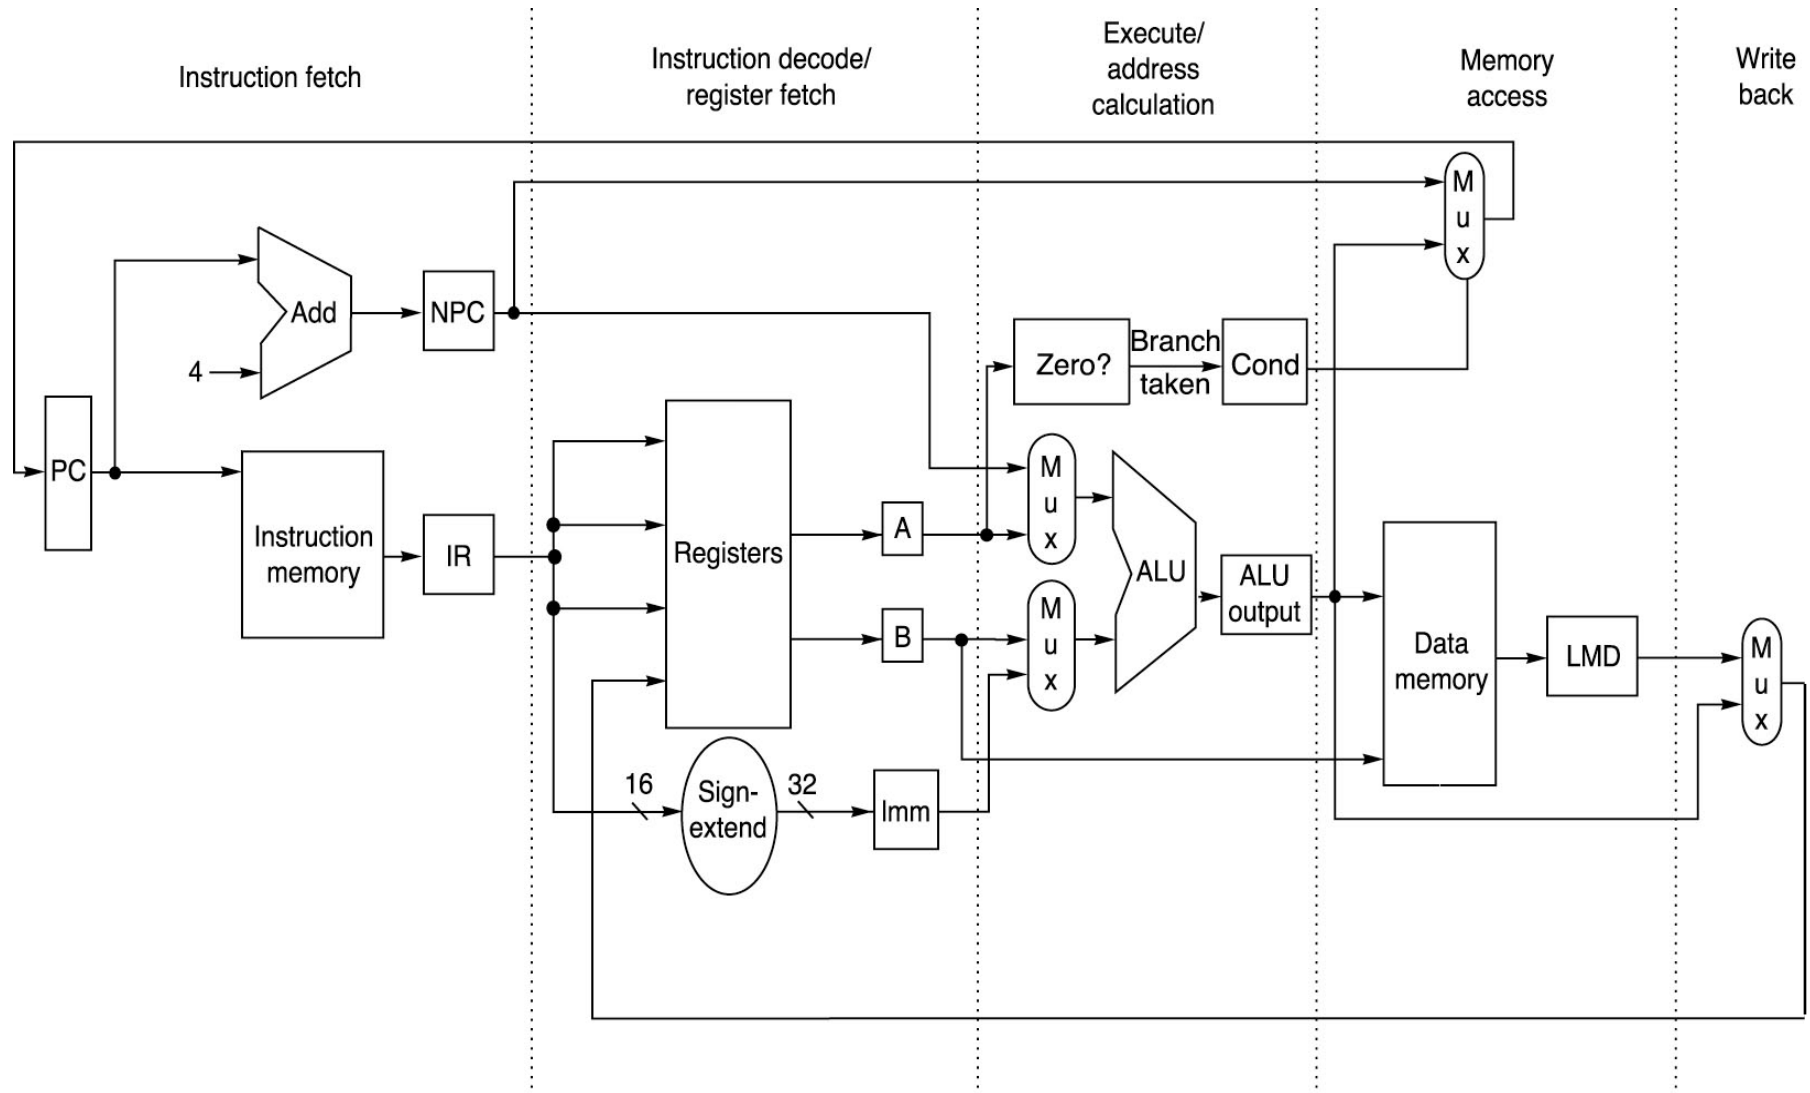 Instruction fetch
Instruction decode/
register fetch
Execute/
address
calculation
Memory
access
Write
back
M
u
x
Add
NPC
4
Zero?
Branch
taken
Cond
PC
Instruction
memory
IR
Registers
A
B
M
u
x
M
u
x
ALU
ALU
output
Data
memory
LMD
M
u
x
16
Sign-
extend
32
Imm